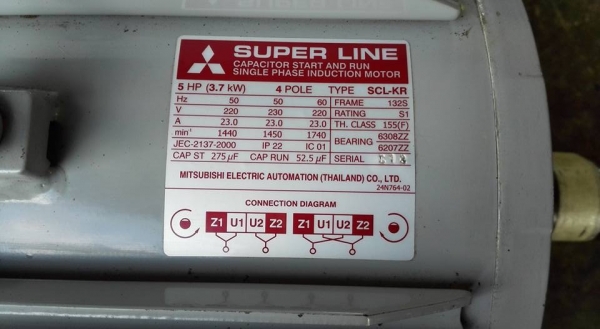 SUPER LINE
CAPACITOR START AND RUN
SINGLE PHASE INDUCTION MOTOR
5 HP (3.7 kW) 4 POLE TYPE SCL-KR
Hz 50 50 60 FRAME 132S
V 220 230 220 RATING S1
A 23.0 23.0 23.0 TH. CLASS 155(F)
min⁻¹ 1440 1450 1740 BEARING 6308ZZ
JEC-2137-2000 IP 22 IC 01 6207ZZ
CAP ST 275 µF CAP RUN 52.5 µF SERIAL
MITSUBISHI ELECTRIC AUTOMATION (THAILAND) CO., LTD.
24N764-02
CONNECTION DIAGRAM
Z1 U1 U2 Z2 Z1 U1 U2 Z2